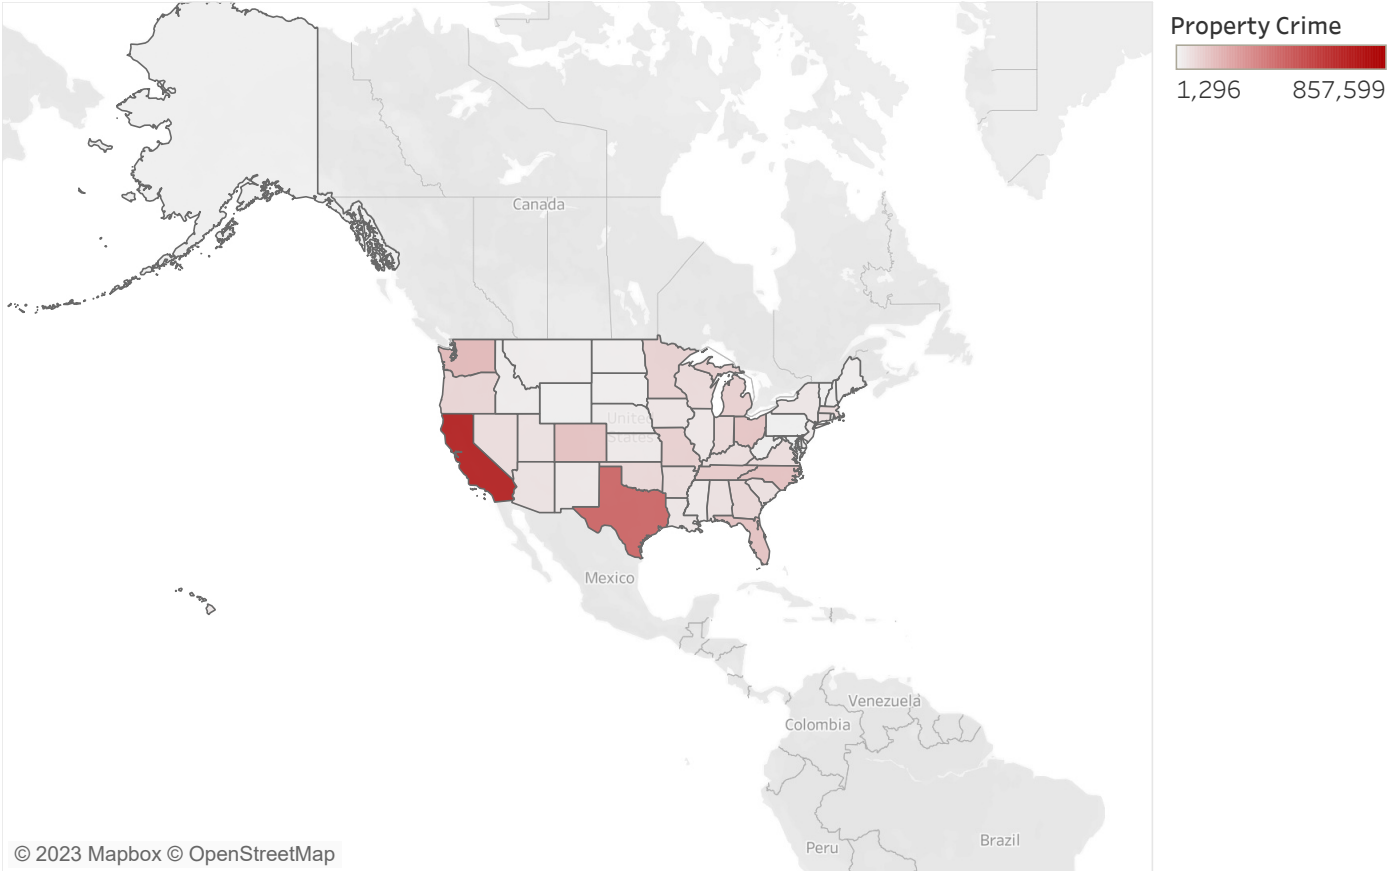 Property Crime
1,296 857,599
Canada
United
States
Mexico
Venezuela
Colombia
Brazil
Peru
© 2023 Mapbox © OpenStreetMap